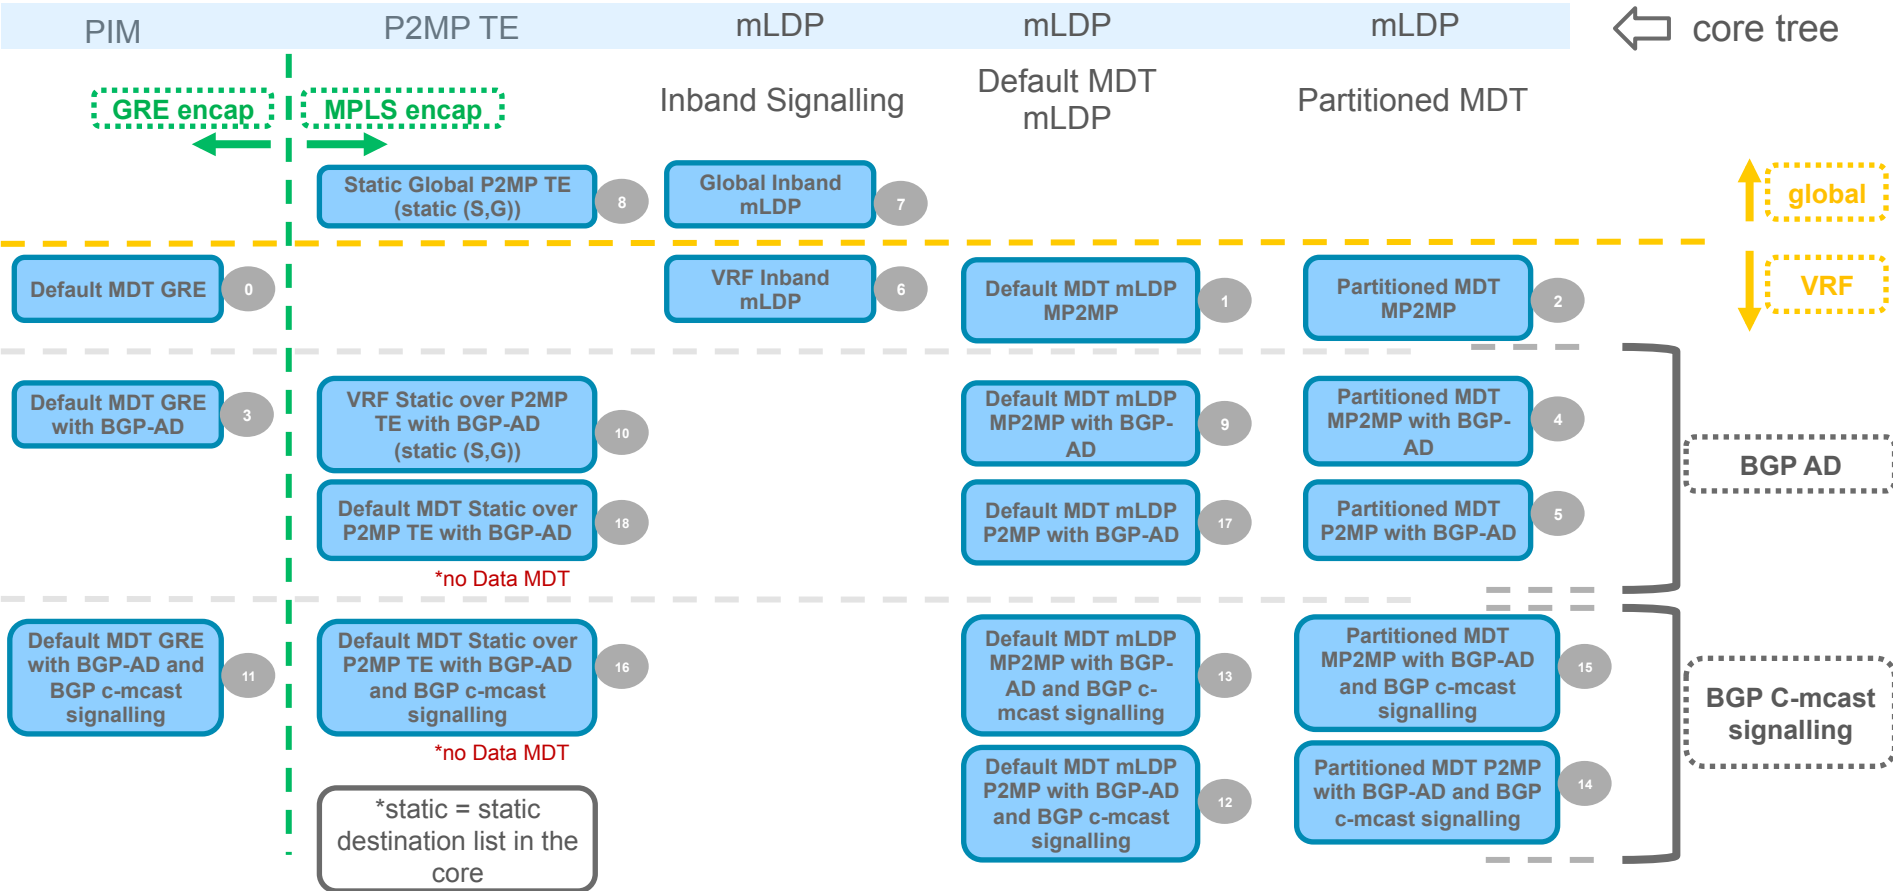 PIM
P2MP TE
mLDP
mLDP
mLDP
core tree
GRE encap
MPLS encap
Inband Signalling
Default MDT
mLDP
Partitioned MDT
Static Global P2MP TE
(static (S,G))
8
Global Inband
mLDP
7
global
Default MDT GRE
0
VRF Inband
mLDP
6
Default MDT mLDP
MP2MP
1
Partitioned MDT
MP2MP
2
VRF
Default MDT GRE
with BGP-AD
3
VRF Static over P2MP
TE with BGP-AD
(static (S,G))
10
Default MDT mLDP
MP2MP with BGP-
AD
9
Partitioned MDT
MP2MP with BGP-
AD
4
BGP AD
Default MDT Static over
P2MP TE with BGP-AD
18
*no Data MDT
Default MDT mLDP
P2MP with BGP-AD
17
Partitioned MDT
P2MP with BGP-AD
5
Default MDT GRE
with BGP-AD and
BGP c-mcast
signalling
11
Default MDT Static over
P2MP TE with BGP-AD
and BGP c-mcast
signalling
16
*no Data MDT
Default MDT mLDP
MP2MP with BGP-
AD and BGP c-
mcast signalling
13
Partitioned MDT
MP2MP with BGP-AD
and BGP c-mcast
signalling
15
BGP C-mcast
signalling
*static = static
destination list in the
core
Default MDT mLDP
P2MP with BGP-AD
and BGP c-mcast
signalling
12
Partitioned MDT P2MP
with BGP-AD and BGP
c-mcast signalling
14